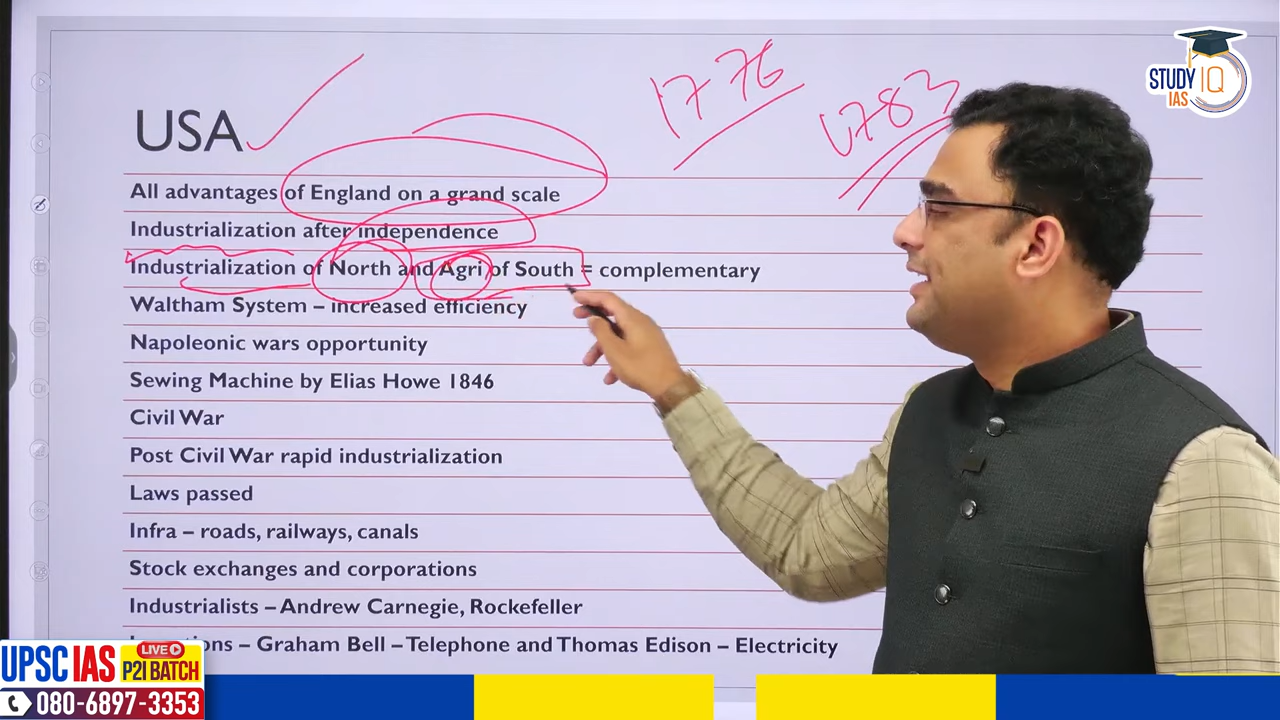 1776
1783
STUDY IQ
IAS
USA
All advantages of England on a grand scale
Industrialization after independence
Industrialization of North and Agri of South = complementary
Waltham System – increased efficiency
Napoleonic wars opportunity
Sewing Machine by Elias Howe 1846
Civil War
Post Civil War rapid industrialization
Laws passed
Infra – roads, railways, canals
Stock exchanges and corporations
Industrialists – Andrew Carnegie, Rockefeller
– Graham Bell – Telephone and Thomas Edison – Electricity
UPSC IAS LIVE P2I BATCH
080-6897-3353